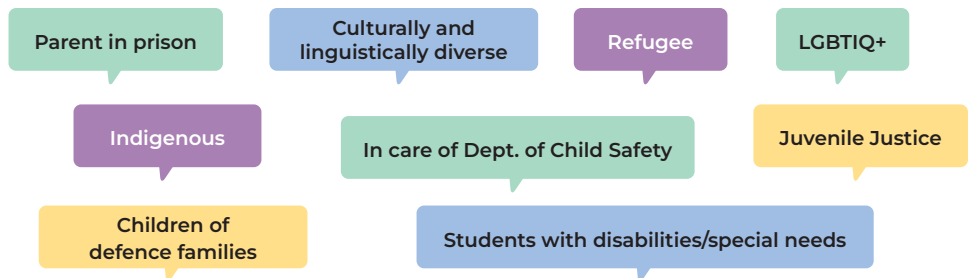 Parent in prison
Culturally and
linguistically diverse
Refugee
LGBTIQ+
Indigenous
In care of Dept. of Child Safety
Juvenile Justice
Children of
defence families
Students with disabilities/special needs